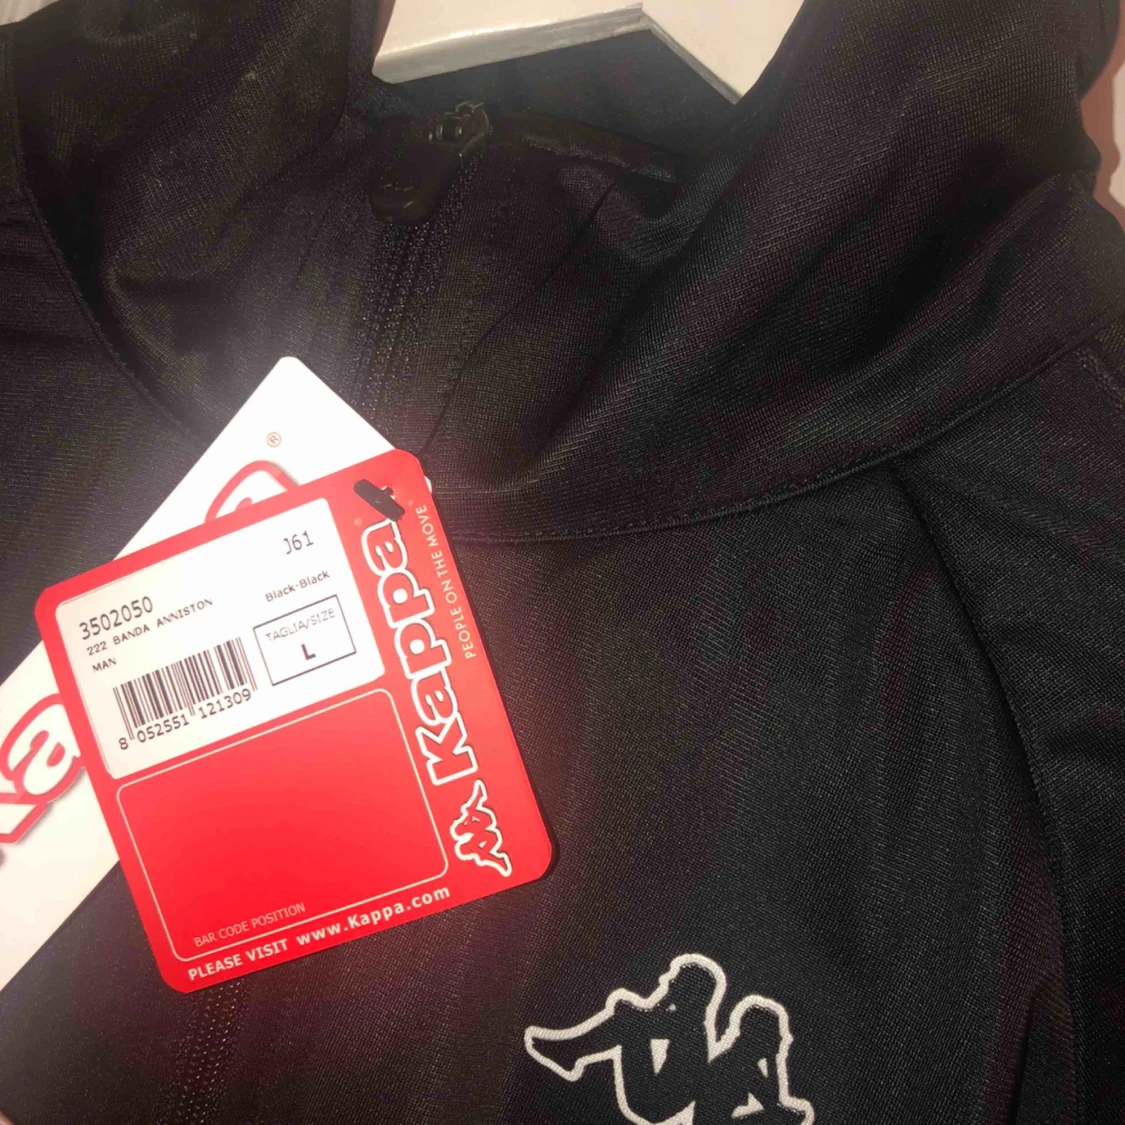 ®
J61
3502050
Black-Black
222 BANDA ANNISTON
MAN
TAGLIA/SIZE
L
8 052551 121309
Kappa
PEOPLE ON THE MOVE
BAR CODE POSITION
PLEASE VISIT www.Kappa.com